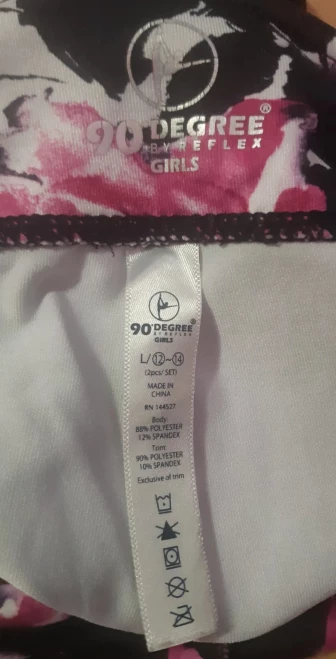 90 DEGREE®
BY REFLEX
GIRLS
90°DEGREE®
BY REFLEX
GIRLS
L/⑫~⑭
(2pcs/ SET)
MADE IN
CHINA
RN 144527
Body:
88% POLYESTER
12% SPANDEX
Trim:
90% POLYESTER
10% SPANDEX
Exclusive of trim